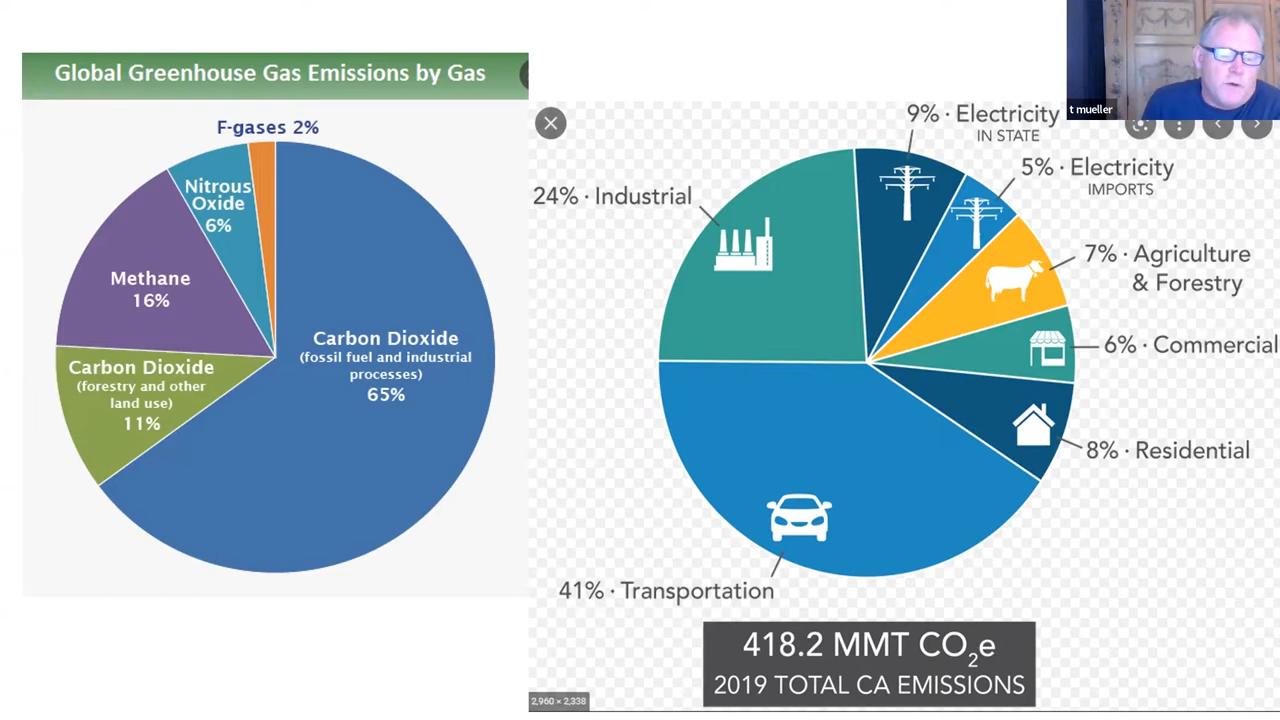 Global Greenhouse Gas Emissions by Gas
F-gases 2%
Nitrous
Oxide
6%
Methane
16%
Carbon Dioxide
(forestry and other
land use)
11%
Carbon Dioxide
(fossil fuel and industrial
processes)
65%
t mueller
9% · Electricity
IN STATE
5% · Electricity
IMPORTS
24% · Industrial
7% · Agriculture
& Forestry
6% · Commercial
8% · Residential
41% · Transportation
418.2 MMT CO₂e
2019 TOTAL CA EMISSIONS
2,960 × 2,338